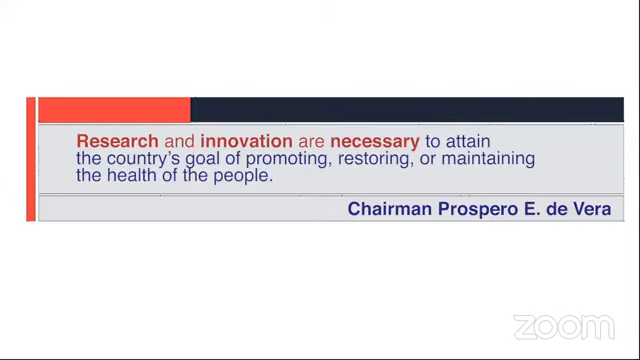 Research and innovation are necessary to attain
the country's goal of promoting, restoring, or maintaining
the health of the people.
Chairman Prospero E. de Vera
zoom